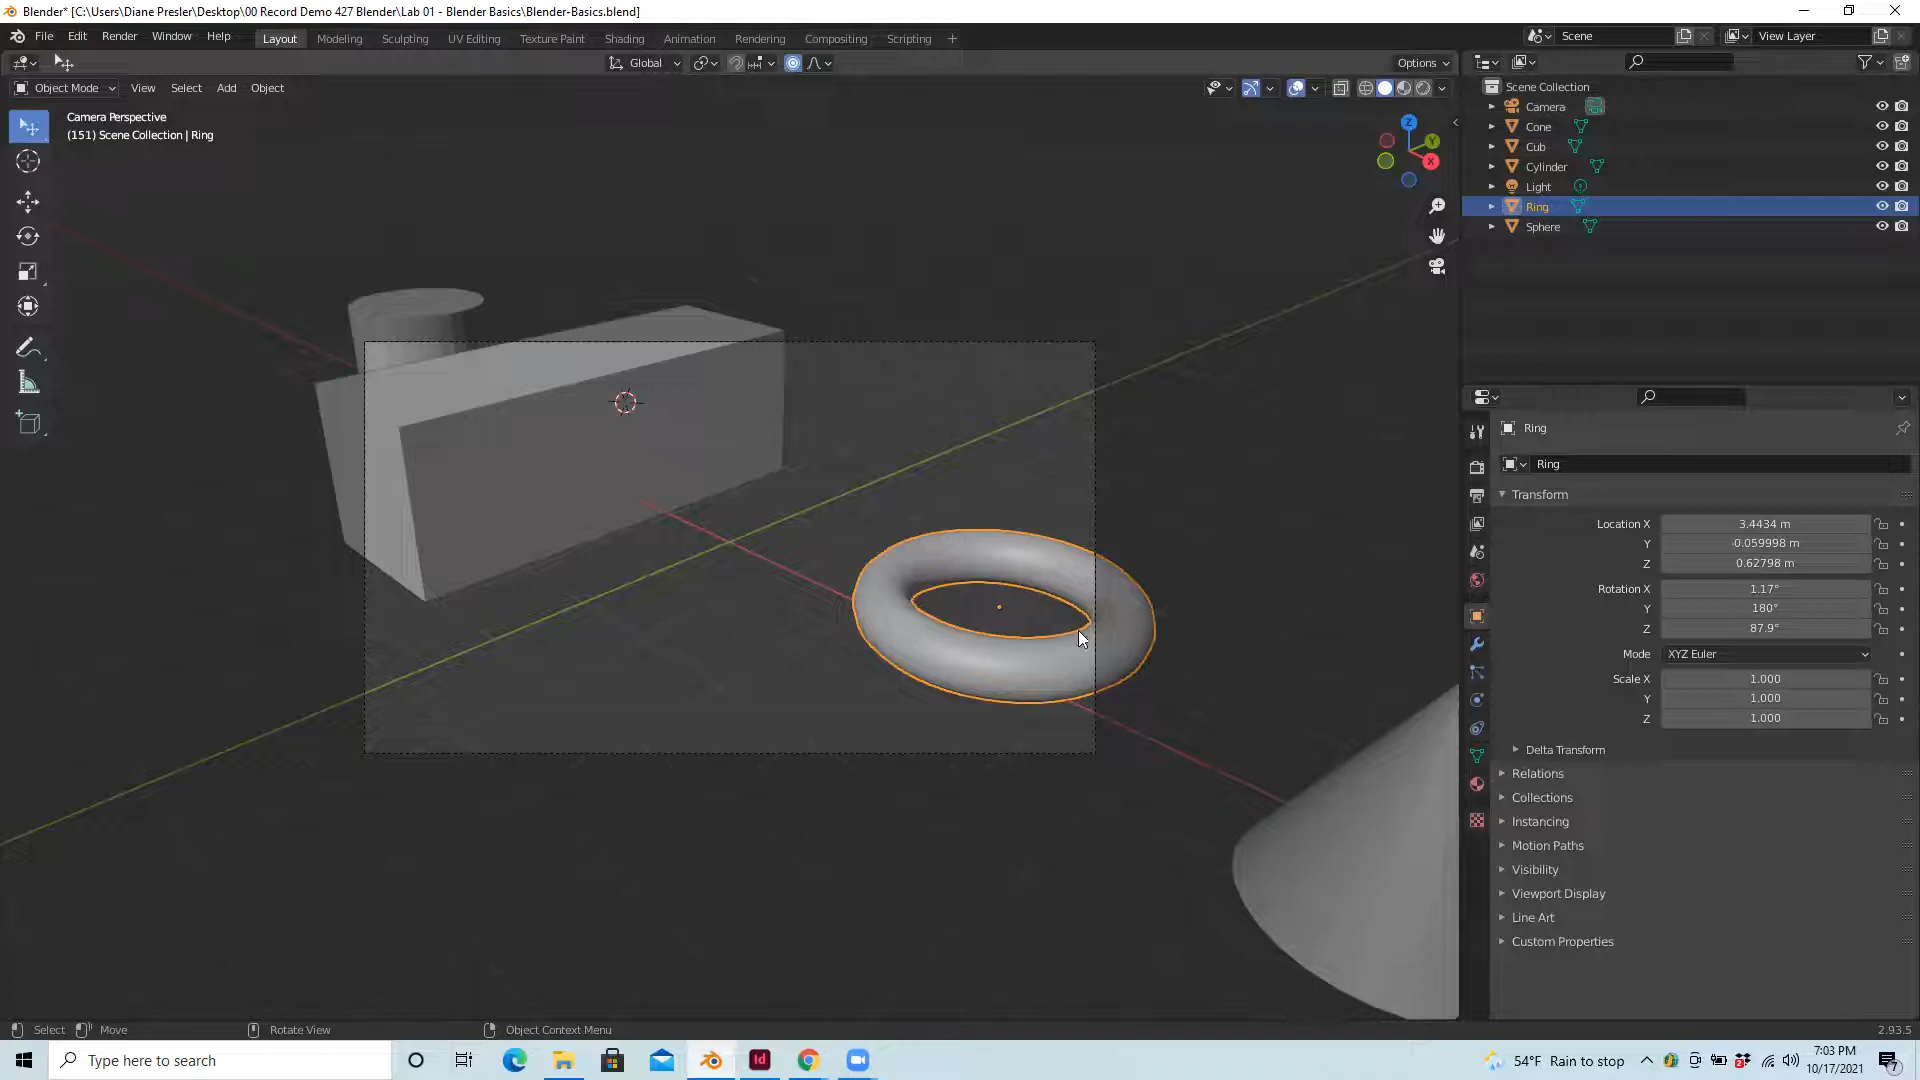 Blender* [C:\Users\Diane Presler\Desktop\00 Record Demo 427 Blender\Lab 01 - Blender Basics\Blender-Basics.blend]
File Edit Render Window Help Layout Modeling Sculpting UV Editing Texture Paint Shading Animation Rendering Compositing Scripting + Scene View Layer
Global Options
Object Mode View Select Add Object
Camera Perspective
(151) Scene Collection | Ring
Z
Y
X
Scene Collection
Camera
Cone
Cub
Cylinder
Light
Ring
Sphere
Ring
Ring
Transform
Location X 3.4434 m
Y -0.059998 m
Z 0.62798 m
Rotation X 1.17°
Y 180°
Z 87.9°
Mode XYZ Euler
Scale X 1.000
Y 1.000
Z 1.000
Delta Transform
Relations
Collections
Instancing
Motion Paths
Visibility
Viewport Display
Line Art
Custom Properties
Select Move Rotate View Object Context Menu 2.93.5
Type here to search
Id
54°F Rain to stop
2
7:03 PM
10/17/2021
7